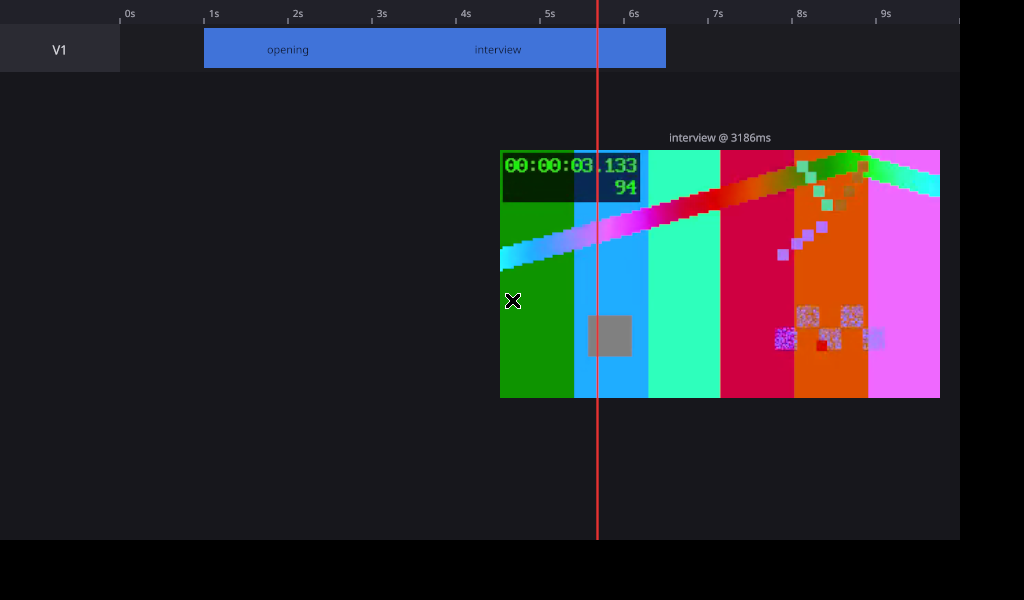 0s 1s 2s 3s 4s 5s 6s 7s 8s 9s
V1 opening interview
interview @ 3186ms
00:00:03.133
94